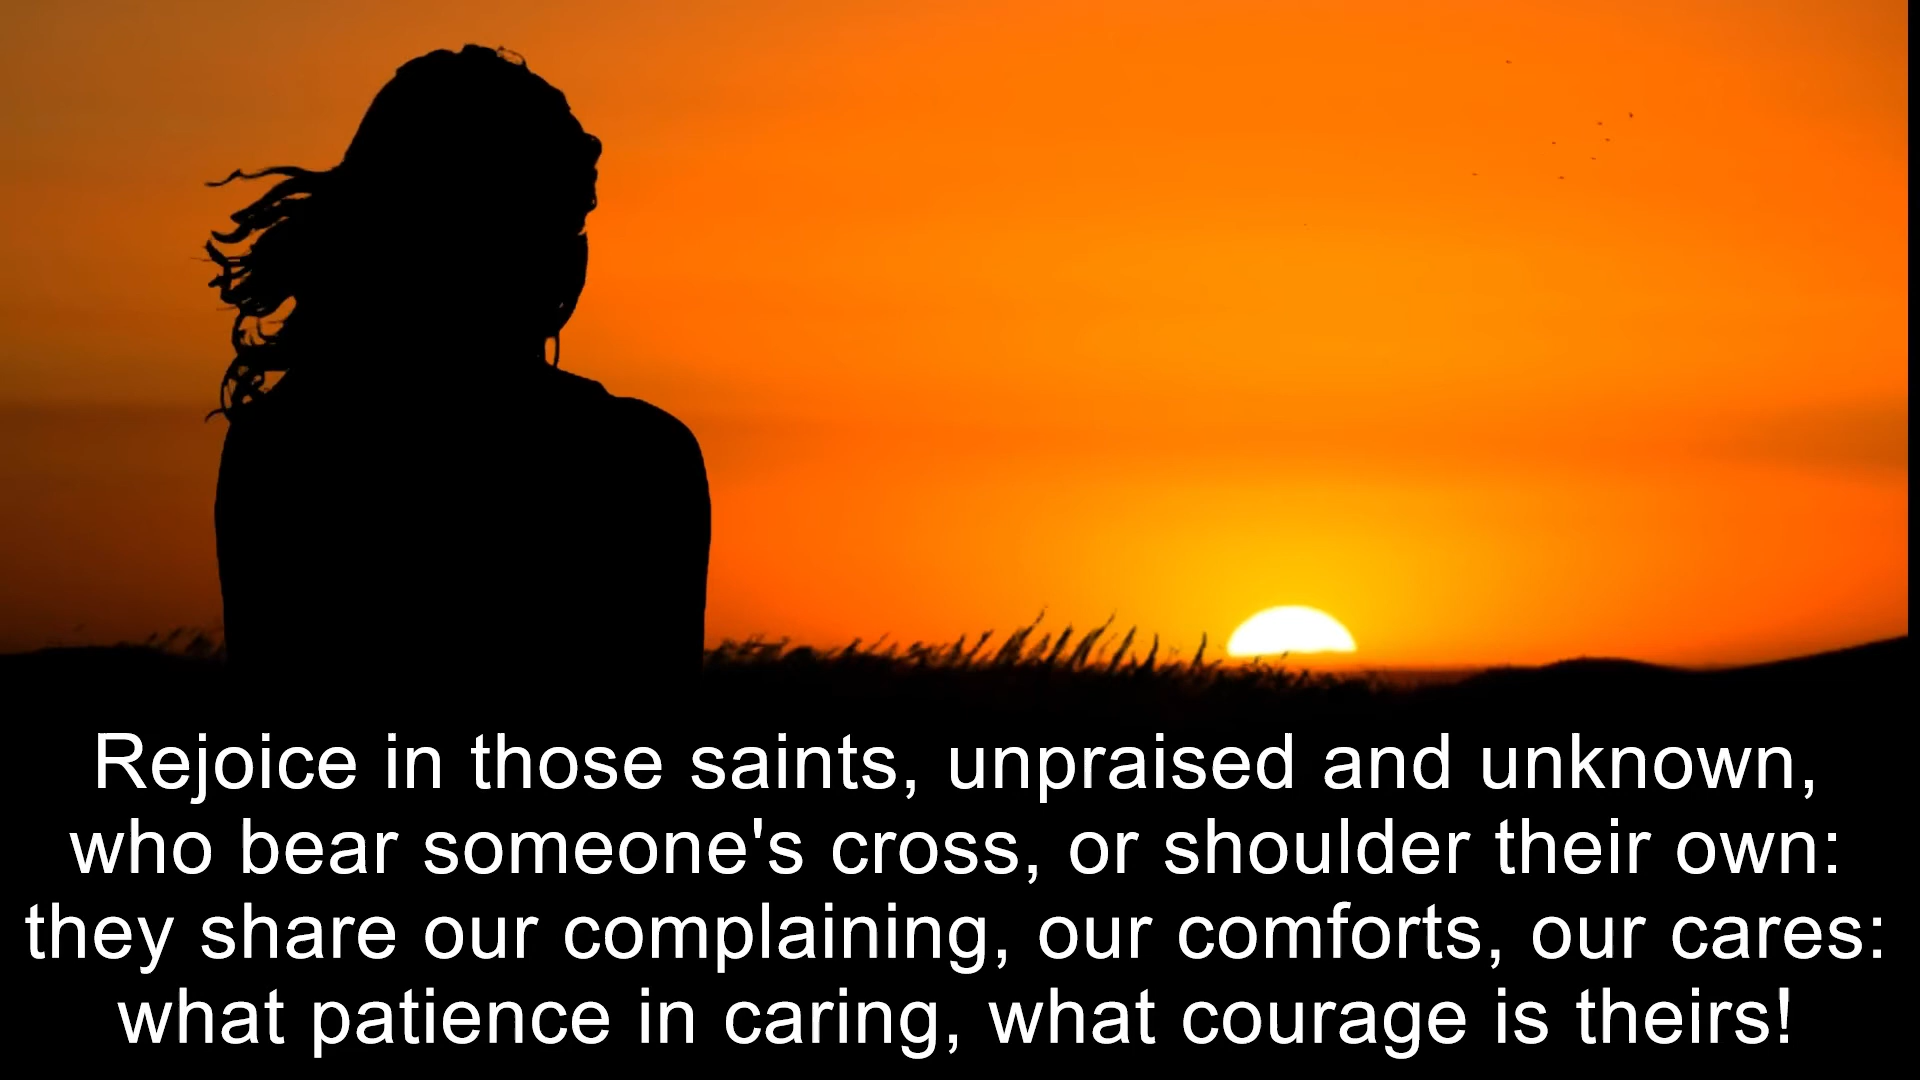 Rejoice in those saints, unpraised and unknown,
who bear someone's cross, or shoulder their own:
they share our complaining, our comforts, our cares:
what patience in caring, what courage is theirs!